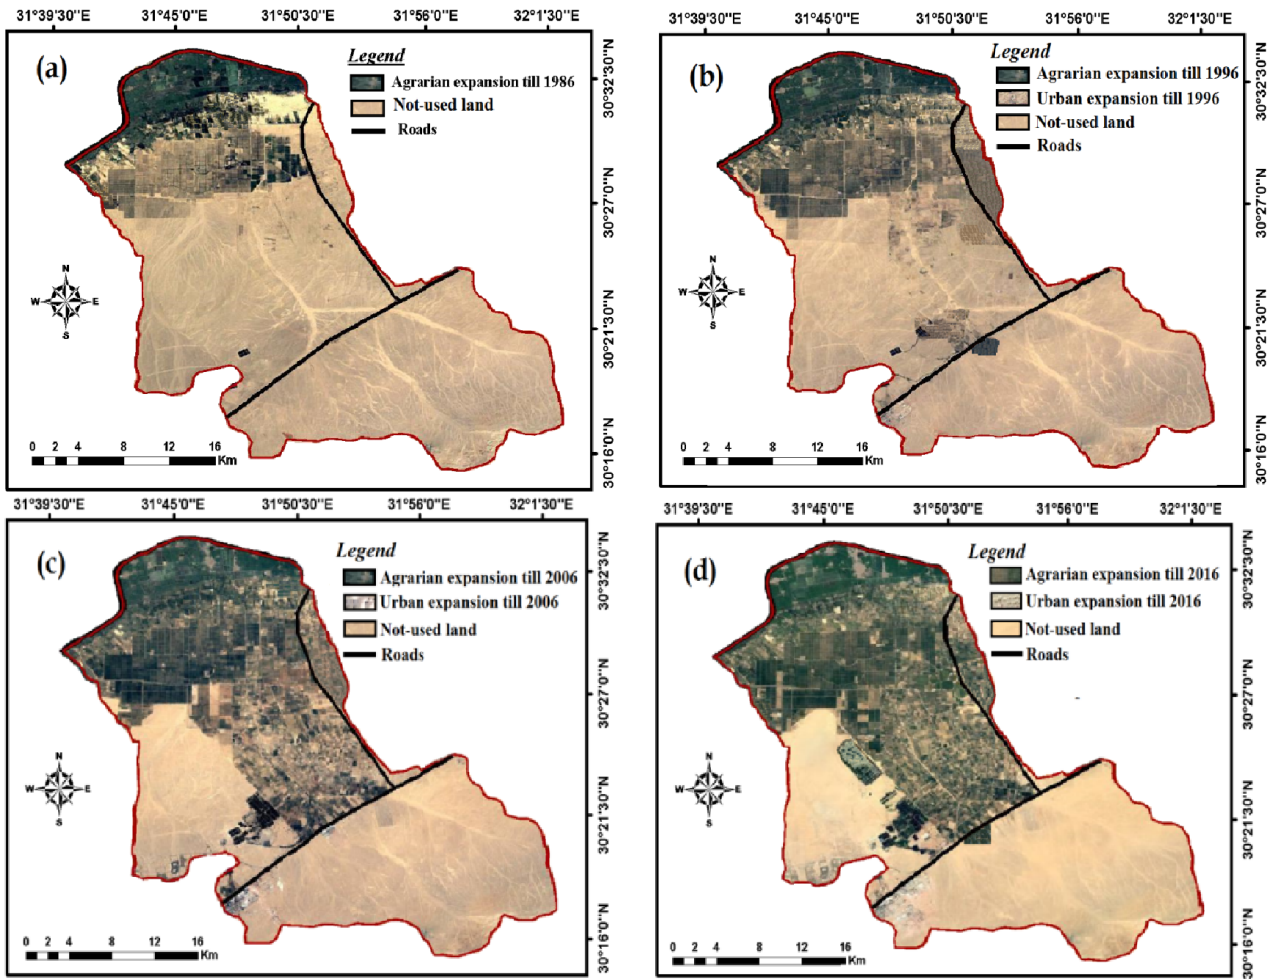 31°39'30"E 31°45'0"E 31°50'30"E 31°56'0"E 32°1'30"E
(a)
Legend
Agrarian expansion till 1986
Not-used land
Roads
30°32'30"N
30°27'0"N
30°21'30"N
30°16'0"N
N
W E
S
0 2 4 8 12 16
Km
31°39'30"E 31°45'0"E 31°50'30"E 31°56'0"E 32°1'30"E
(b)
Legend
Agrarian expansion till 1996
Urban expansion till 1996
Not-used land
Roads
30°32'30"N
30°27'0"N
30°21'30"N
30°16'0"N
N
W E
S
0 2 4 8 12 16
Km
31°39'30"E 31°45'0"E 31°50'30"E 31°56'0"E 32°1'30"E
(c)
Legend
Agrarian expansion till 2006
Urban expansion till 2006
Not-used land
Roads
30°32'30"N
30°27'0"N
30°21'30"N
30°16'0"N
N
W E
S
0 2 4 8 12 16
Km
31°39'30"E 31°45'0"E 31°50'30"E 31°56'0"E 32°1'30"E
(d)
Legend
Agrarian expansion till 2016
Urban expansion till 2016
Not-used land
Roads
30°32'30"N
30°27'0"N
30°21'30"N
30°16'0"N
N
W E
S
0 2 4 8 12 16
Km